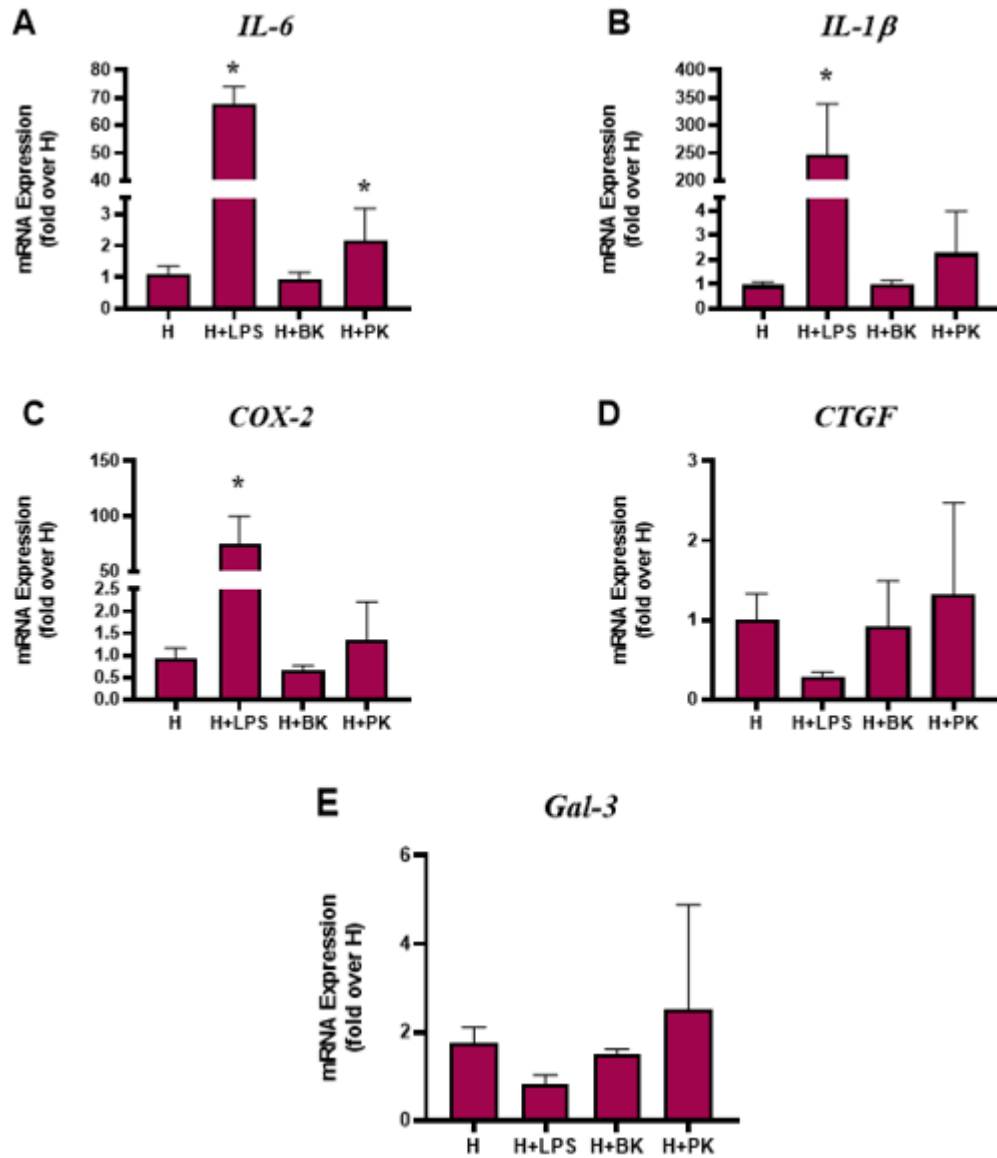 A
IL-6
mRNA Expression
(fold over H)
80
70
60
50
40
3
2
1
0
*
*
H H+LPS H+BK H+PK
B
IL-1β
mRNA Expression
(fold over H)
400
350
300
250
200
4
3
2
1
0
*
H H+LPS H+BK H+PK
C
COX-2
mRNA Expression
(fold over H)
150
100
50
2.5
2.0
1.5
1.0
0.5
0.0
*
H H+LPS H+BK H+PK
D
CTGF
mRNA Expression
(fold over H)
3
2
1
0
H H+LPS H+BK H+PK
E
Gal-3
mRNA Expression
(fold over H)
6
4
2
0
H H+LPS H+BK H+PK